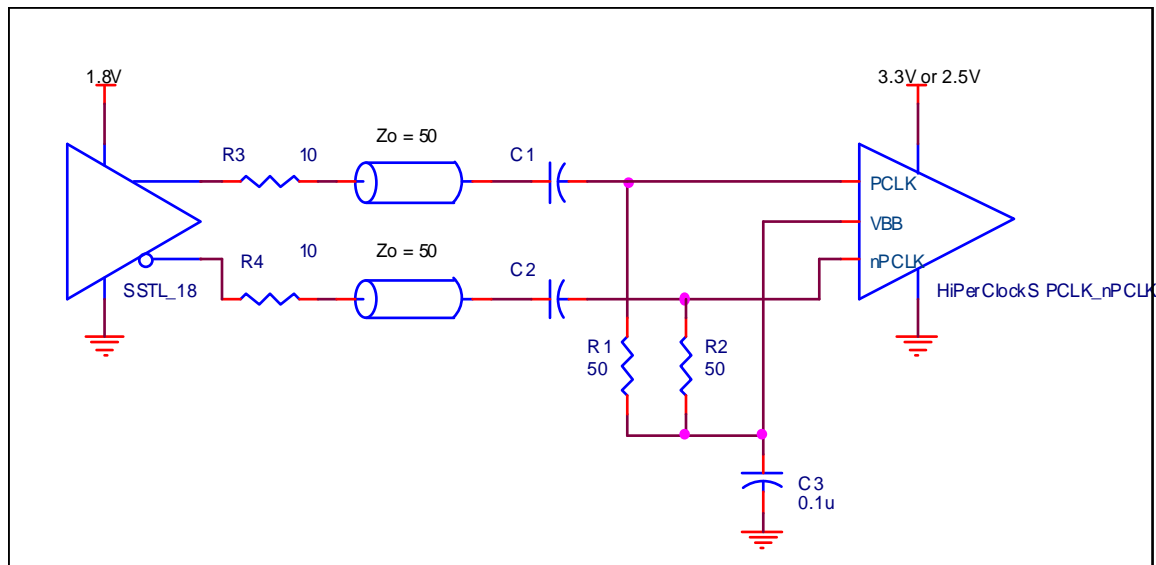 1.8V
3.3V or 2.5V
Zo = 50
R3
10
C1
PCLK
VBB
nPCLK
R4
10
Zo = 50
C2
SSTL_18
HiPerClockS PCLK_nPCLK
R1
50
R2
50
C3
0.1u